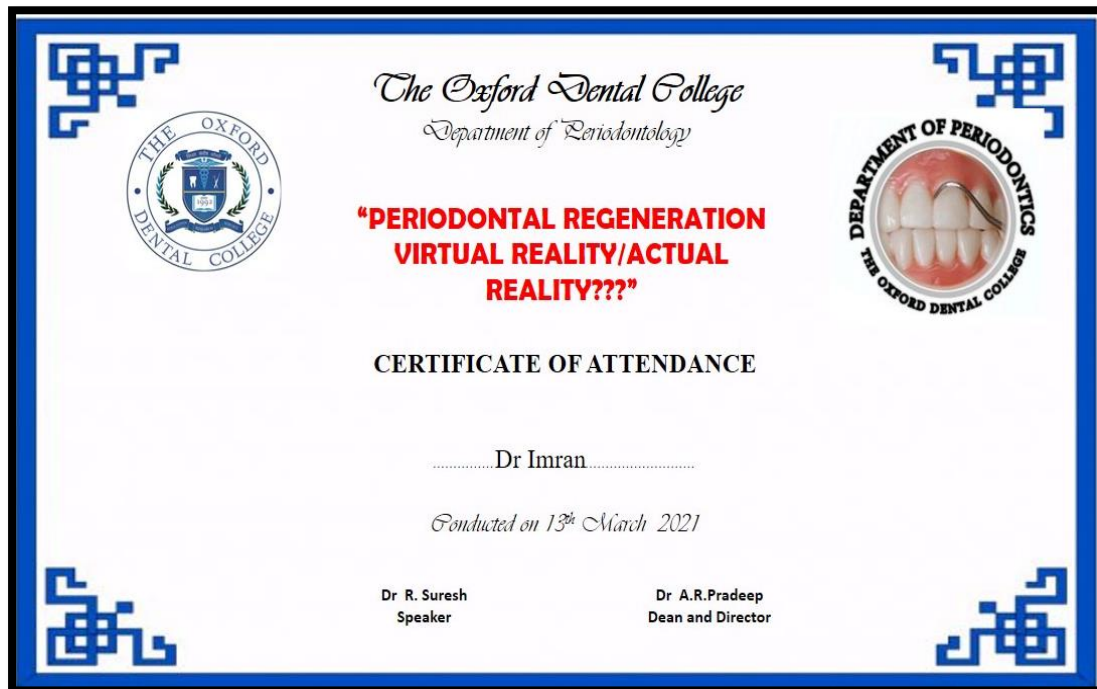 The Oxford Dental College
Department of Periodontology
THE OXFORD DENTAL COLLEGE
1992
DEPARTMENT OF PERIODONTICS
THE OXFORD DENTAL COLLEGE
“PERIODONTAL REGENERATION
VIRTUAL REALITY/ACTUAL
REALITY???”
CERTIFICATE OF ATTENDANCE
...............Dr Imran...........................
Conducted on 13th March 2021
Dr R. Suresh
Speaker
Dr A.R.Pradeep
Dean and Director